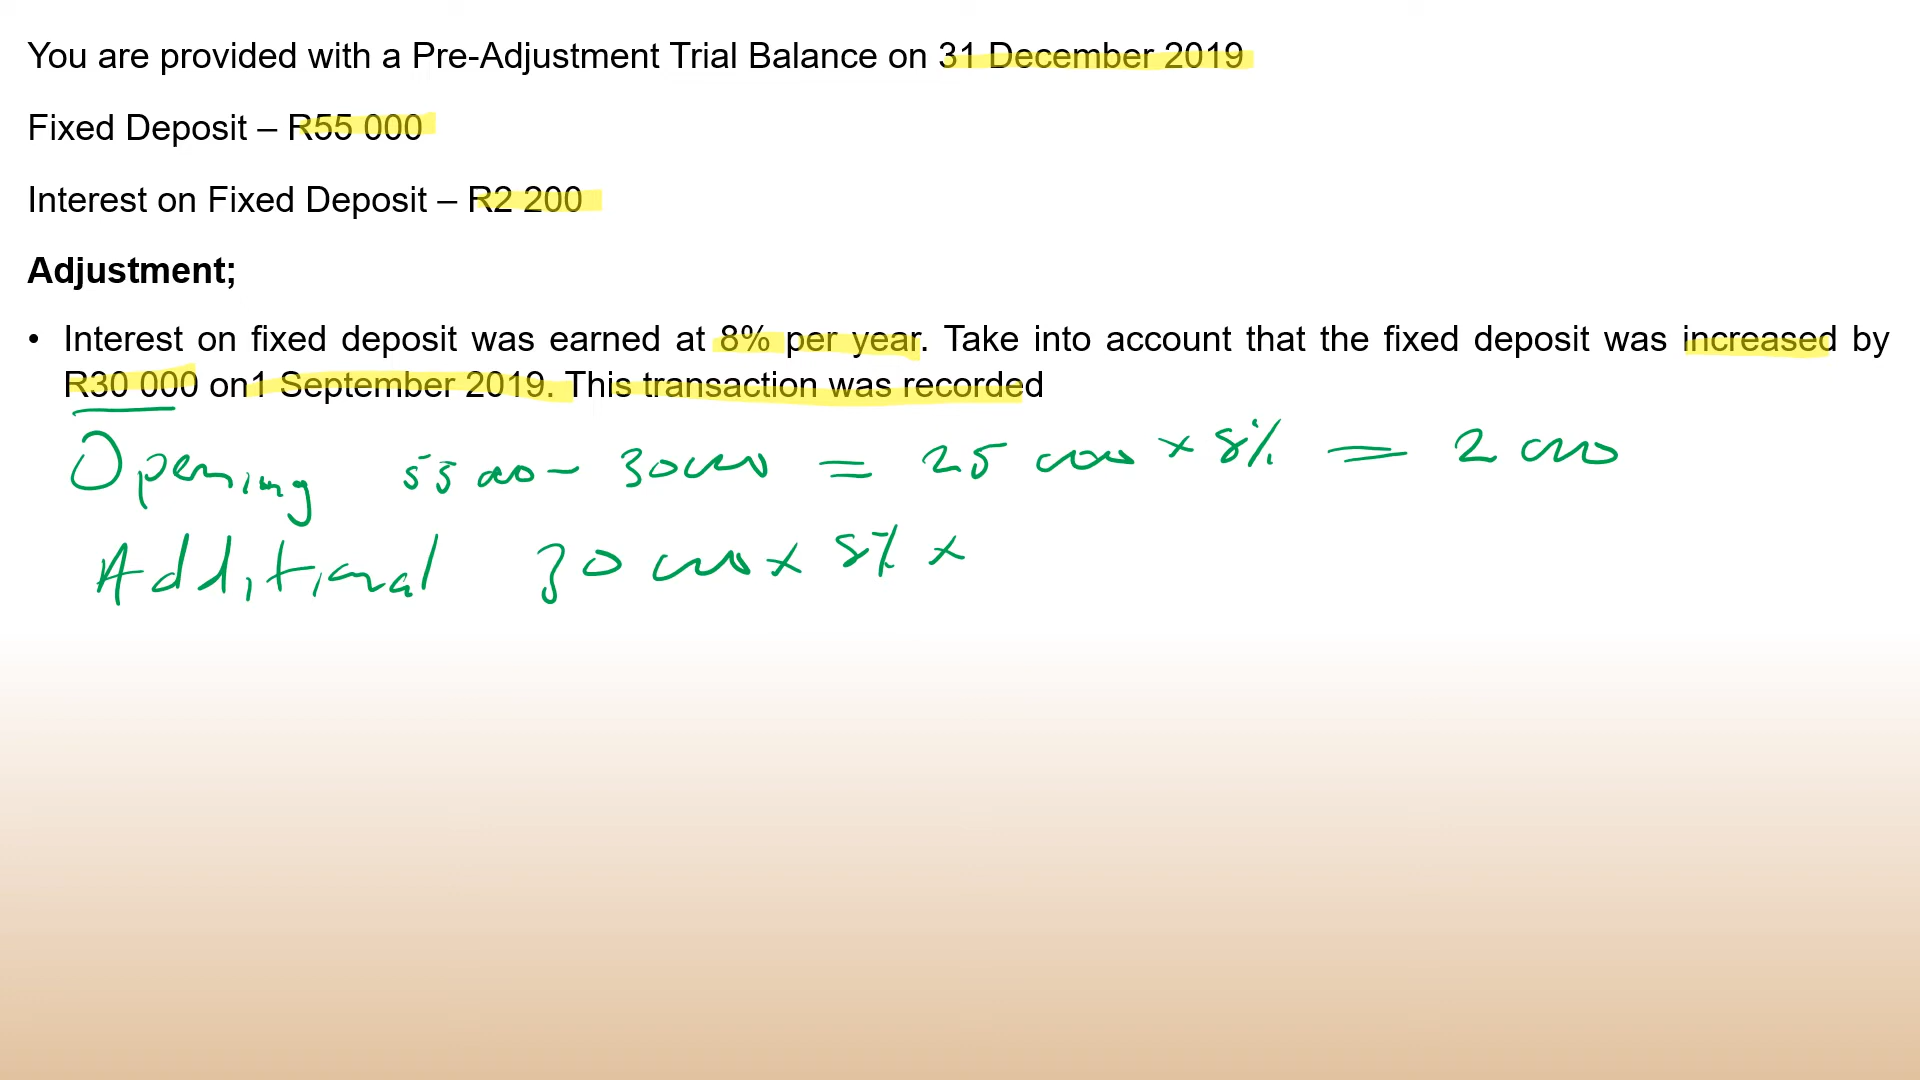 You are provided with a Pre-Adjustment Trial Balance on 31 December 2019
Fixed Deposit – R55 000
Interest on Fixed Deposit – R2 200
Adjustment;
• Interest on fixed deposit was earned at 8% per year. Take into account that the fixed deposit was increased by
R30 000 on1 September 2019. This transaction was recorded
Opening 55 000 - 30 000 = 25 000 x 8% = 2 000
Additional 30 000 x 8% x